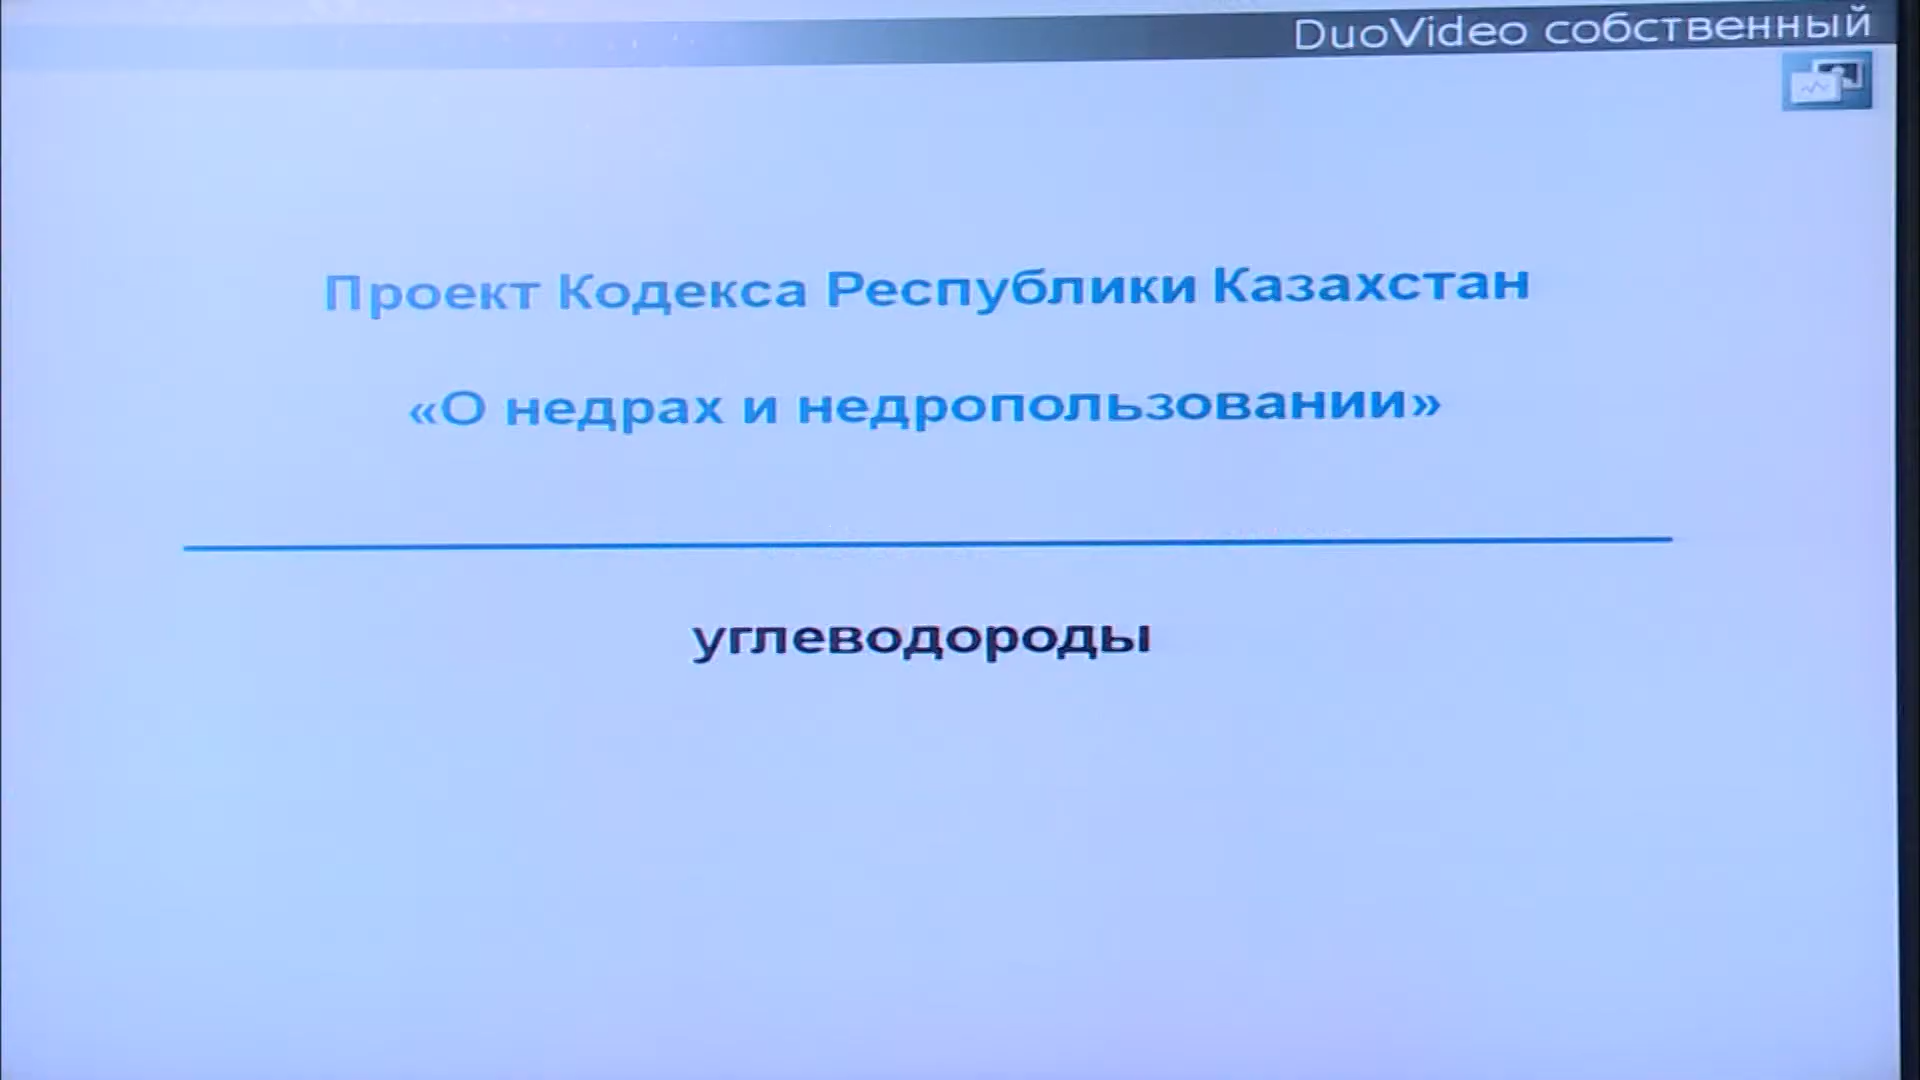 DuoVideo собственный
Проект Кодекса Республики Казахстан
«О недрах и недропользовании»
углеводороды